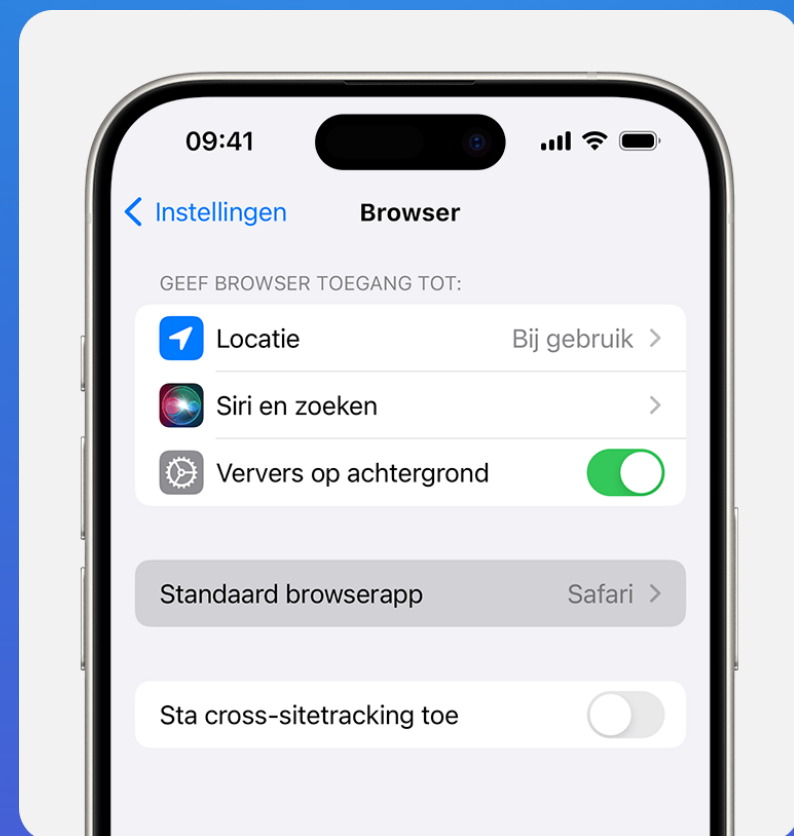 09:41
Instellingen Browser
GEEF BROWSER TOEGANG TOT:
Locatie Bij gebruik
Siri en zoeken
Ververs op achtergrond
Standaard browserapp Safari
Sta cross-sitetracking toe